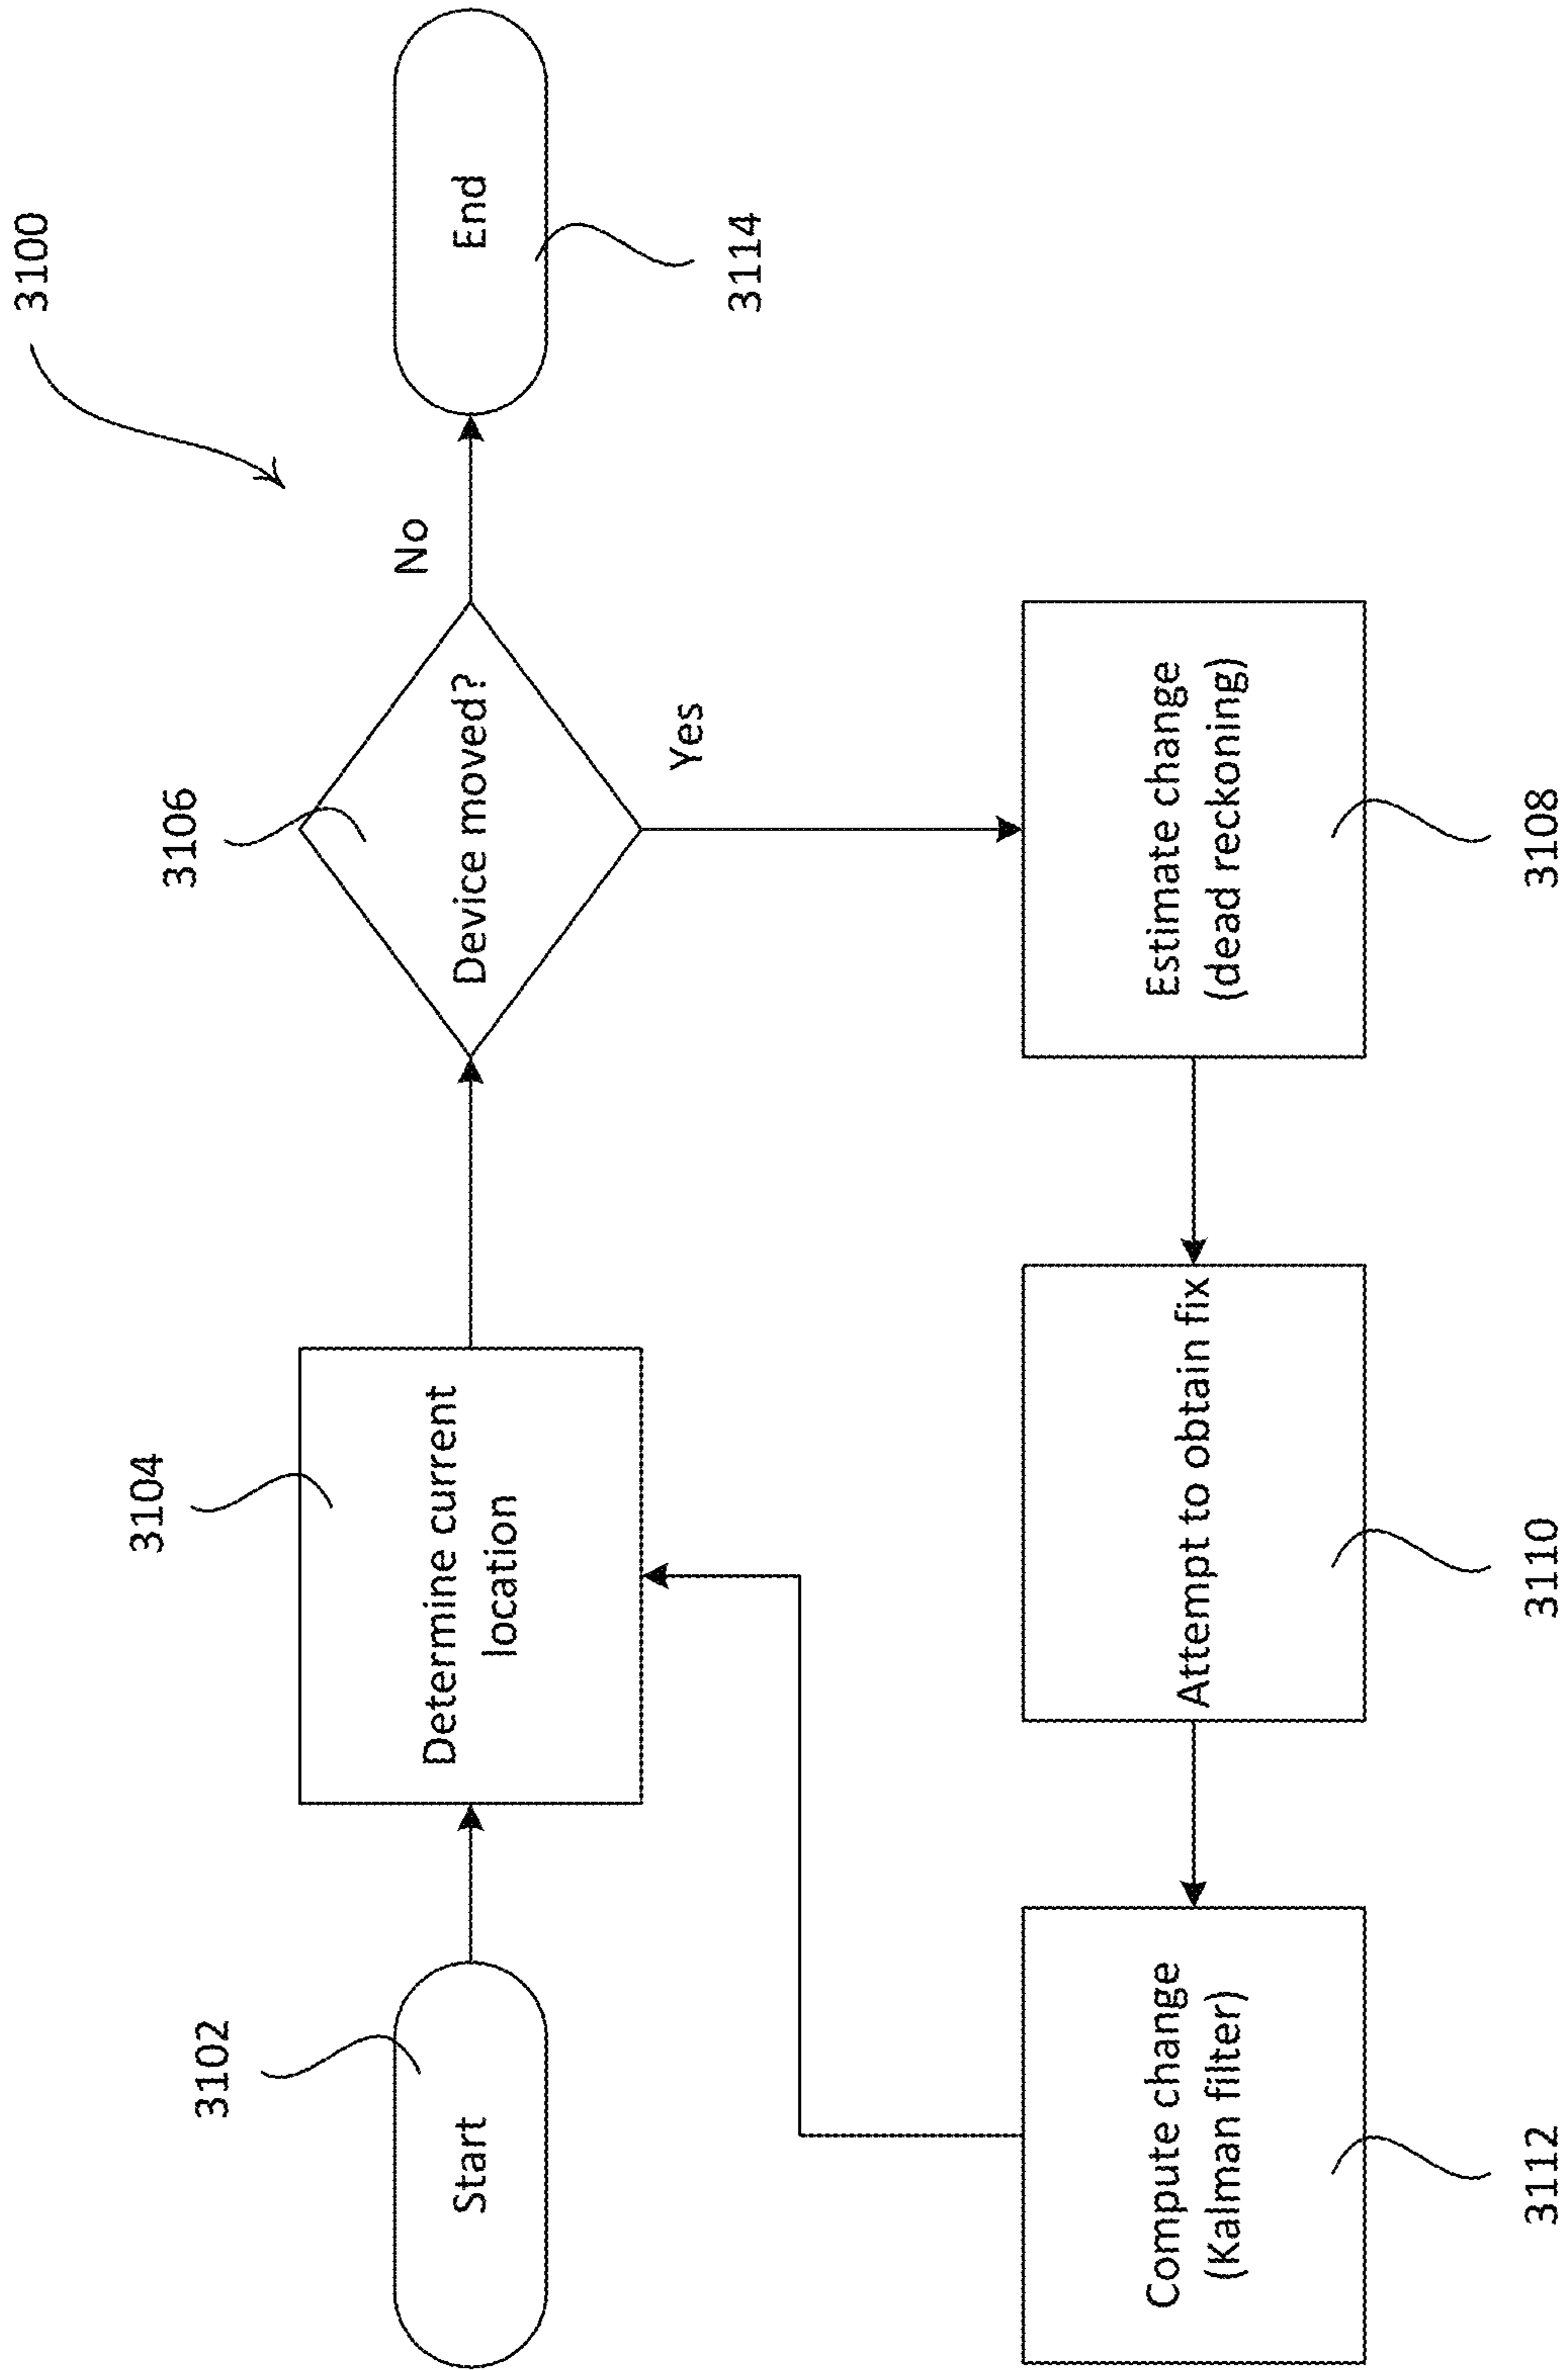 3100
3102
Start
3104
Determine current
location
3106
Device moved?
No
End
3114
Yes
Compute change
(Kalman filter)
3112
Attempt to obtain fix
3110
Estimate change
(dead reckoning)
3108